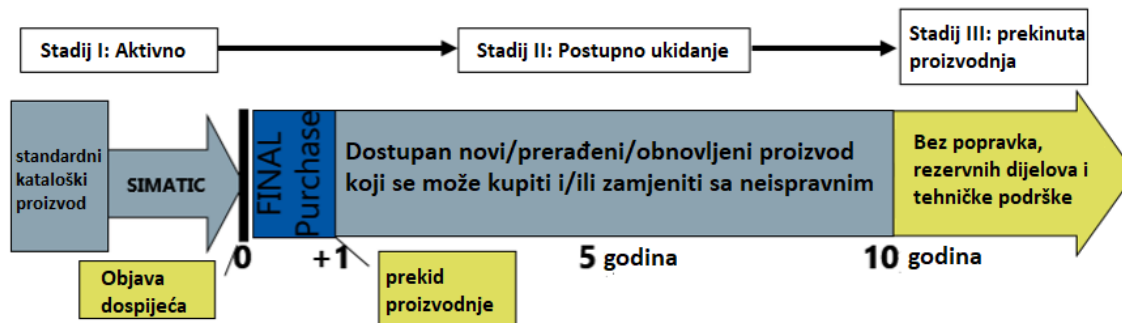 Stadij I: Aktivno
Stadij II: Postupno ukidanje
Stadij III: prekinuta
proizvodnja
standardni
kataloški
proizvod
SIMATIC
FINAL
Purchase
Dostupan novi/prerađeni/obnovljeni proizvod
koji se može kupiti i/ili zamjeniti sa neispravnim
Bez popravka,
rezervnih dijelova i
tehničke podrške
0
+1
5 godina
10 godina
Objava
dospijeća
prekid
proizvodnje